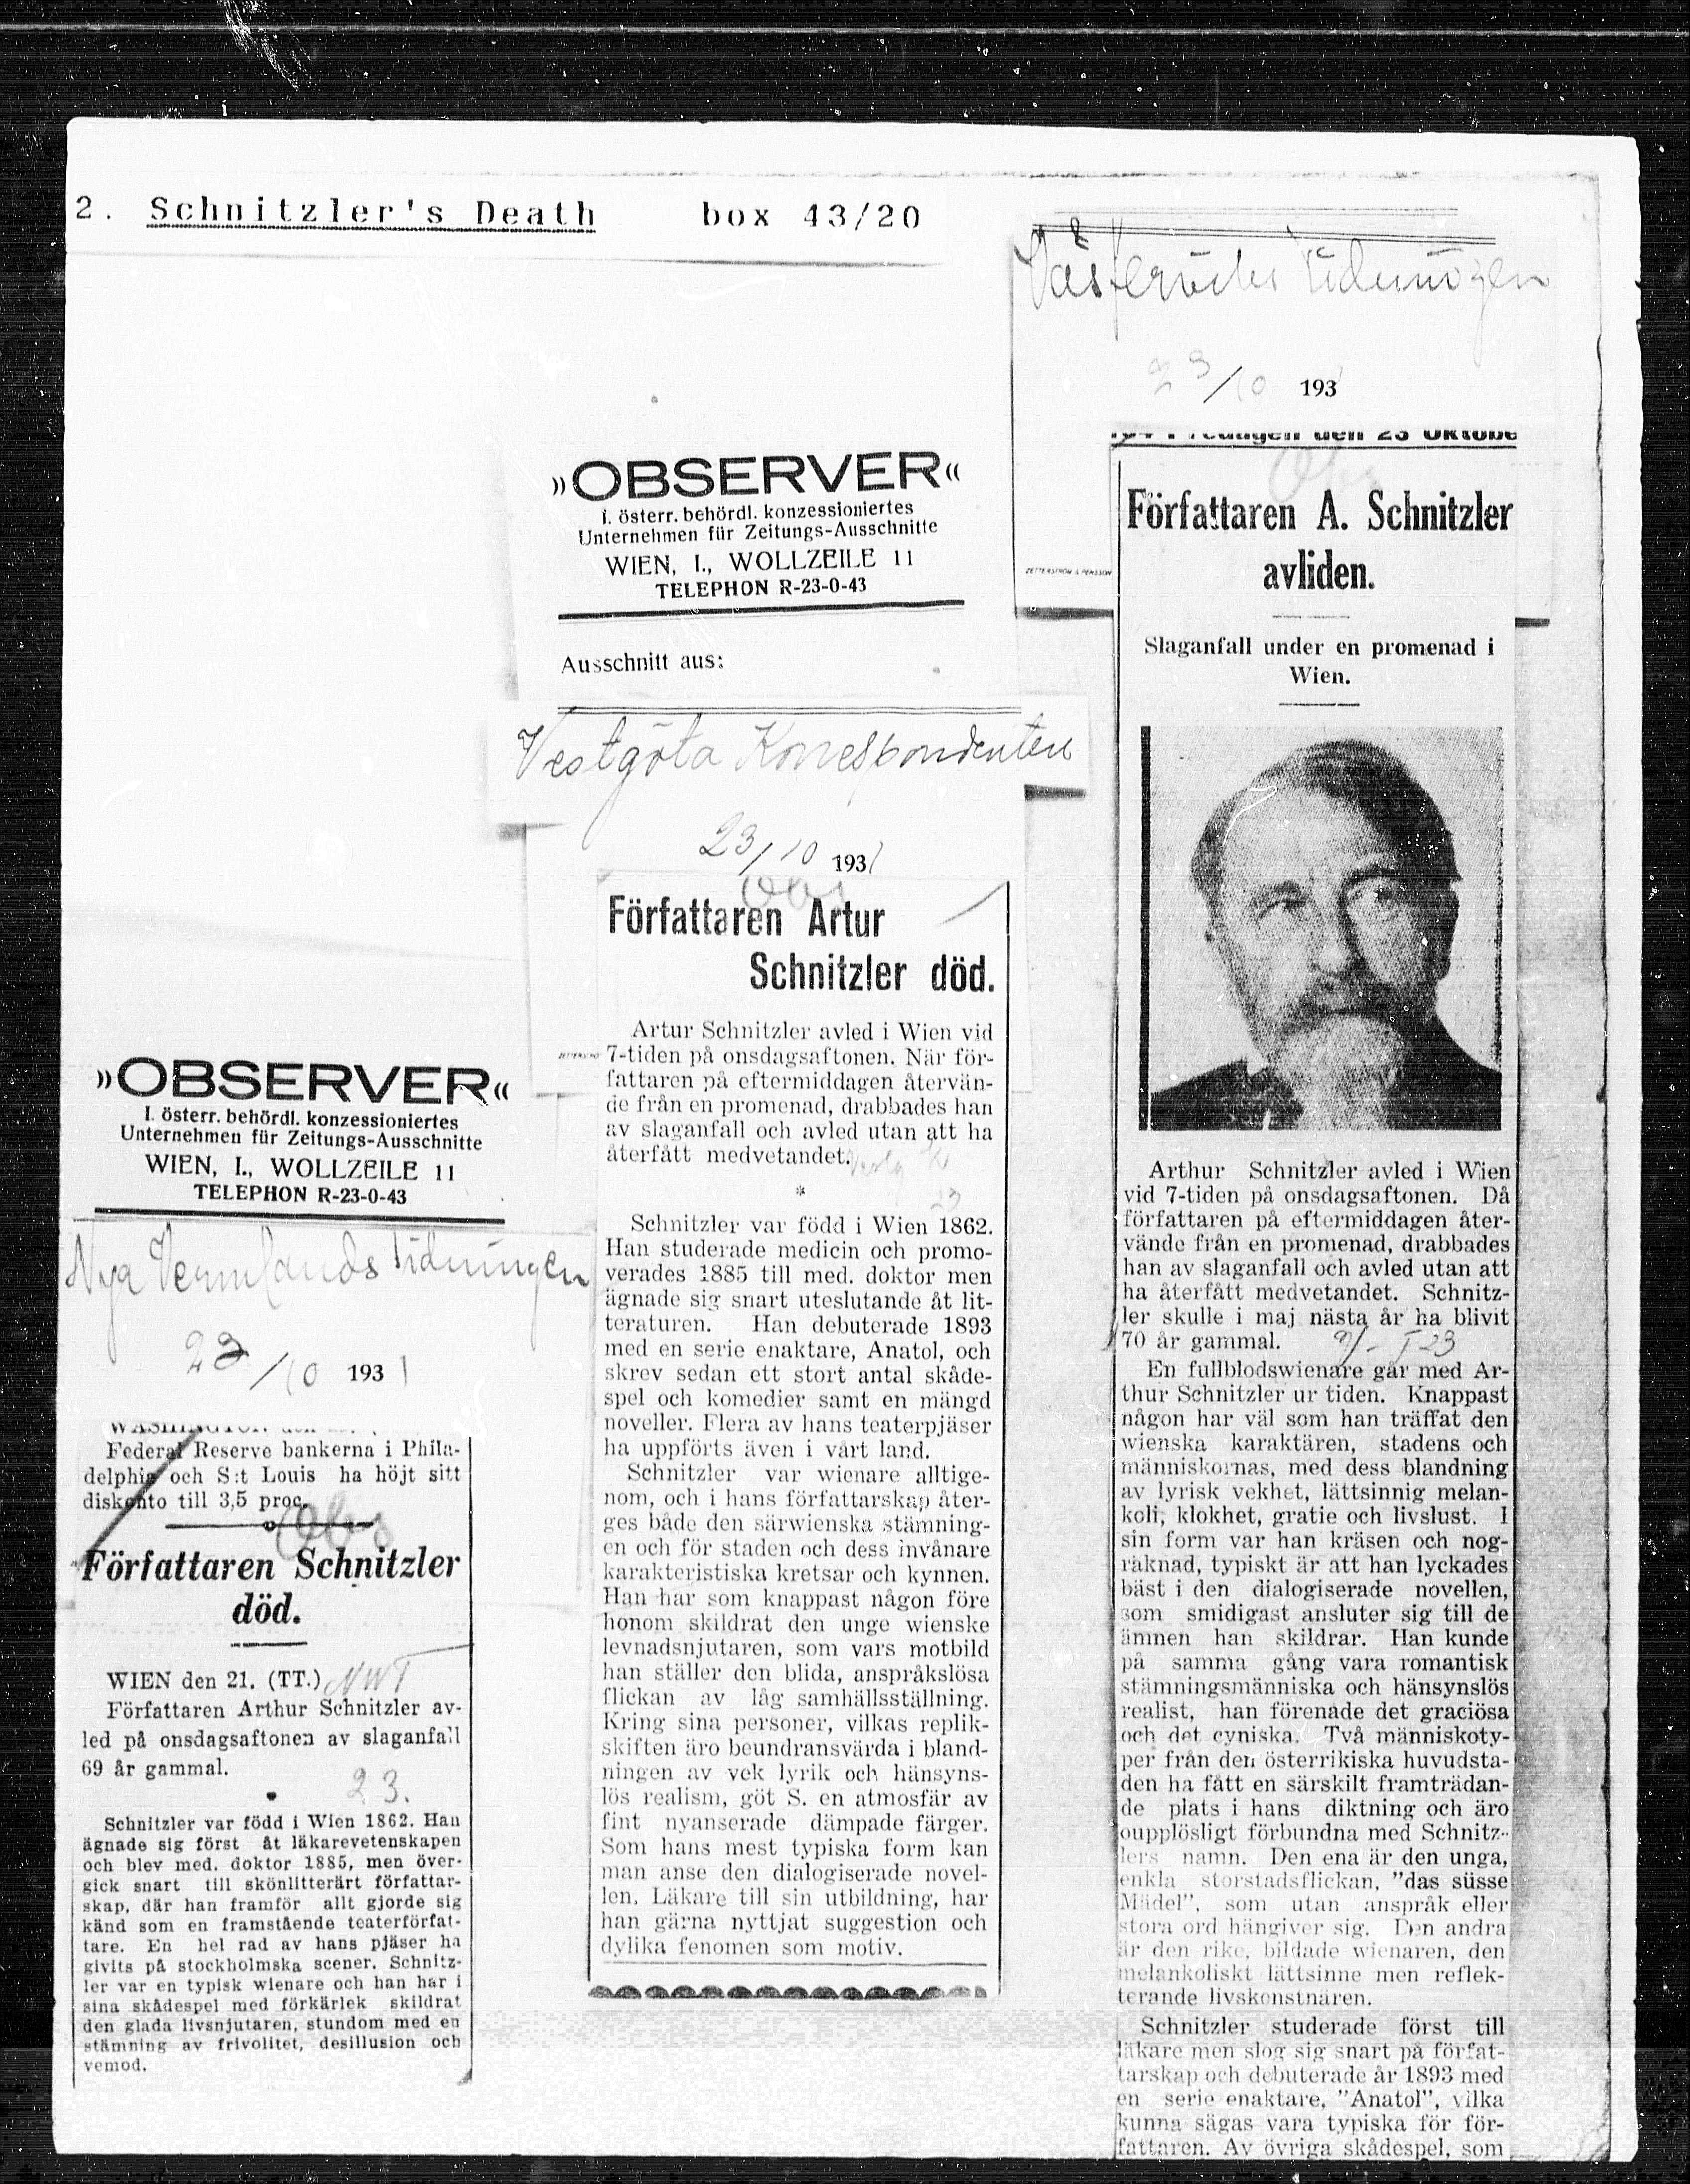 2. Schnitzler's Death box 43/20
»OBSERVER«
I. österr. behördl. konzessioniertes
Unternehmen für Zeitungs-Ausschnitte
WIEN, I., WOLLZEILE 11
TELEPHON R-23-0-43
Nya Vermlands Tidningen
23/10 1931
Federal Reserve bankerna i Phila-
delphia och S:t Louis ha höjt sitt
diskonto till 3,5 proc.
Obs
Författaren Schnitzler
död.
WIEN den 21. (TT.) NWT
Författaren Arthur Schnitzler av-
led på onsdagsaftonen av slaganfall
69 år gammal.
23.
Schnitzler var född i Wien 1862. Han
ägnade sig först åt läkarevetenskapen
och blev med. doktor 1885, men över-
gick snart till skönlitterärt författar-
skap, där han framför allt gjorde sig
känd som en framstående teaterförfat-
tare. En hel rad av hans pjäser ha
givits på stockholmska scener. Schnitz-
ler var en typisk wienare och han har i
sina skådespel med förkärlek skildrat
den glada livsnjutaren, stundom med en
stämning av frivolitet, desillusion och
vemod.
»OBSERVER«
I. österr. behördl. konzessioniertes
Unternehmen für Zeitungs-Ausschnitte
WIEN, I., WOLLZEILE 11
TELEPHON R-23-0-43
Ausschnitt aus:
Vestgöta Korrespondenten
23/10 1931
Obs
Författaren Artur
Schnitzler död.
Artur Schnitzler avled i Wien vid
7-tiden på onsdagsaftonen. När för-
fattaren på eftermiddagen återvän-
de från en promenad, drabbades han
av slaganfall och avled utan att ha
återfått medvetandet.
*
23
Schnitzler var född i Wien 1862.
Han studerade medicin och promo-
verades 1885 till med. doktor men
ägnade sig snart uteslutande åt lit-
teraturen. Han debuterade 1893
med en serie enaktare, Anatol, och
skrev sedan ett stort antal skåde-
spel och komedier samt en mängd
noveller. Flera av hans teaterpjäser
ha uppförts även i vårt land.
Schnitzler var wienare alltige-
nom, och i hans författarskap åter-
ges både den särwienska stämning-
en och för staden och dess invånare
karakteristiska kretsar och kynnen.
Han har som knappast någon före
honom skildrat den unge wienske
levnadsnjutaren, som vars motbild
han ställer den blida, anspråkslösa
flickan av låg samhällsställning.
Kring sina personer, vilkas replik-
skiften äro beundransvärda i bland-
ningen av vek lyrik och hänsyns-
lös realism, göt S. en atmosfär av
fint nyanserade dämpade färger.
Som hans mest typiska form kan
man anse den dialogiserade novel-
len. Läkare till sin utbildning, har
han gärna nyttjat suggestion och
dylika fenomen som motiv.
Västerviks Tidningen
23/10 193
ZETTERSTRÖM & PERSSON
den 23 Oktobe
Obs
Författaren A. Schnitzler
avliden.
Slaganfall under en promenad i
Wien.
Arthur Schnitzler avled i Wien
vid 7-tiden på onsdagsaftonen. Då
författaren på eftermiddagen åter-
vände från en promenad, drabbades
han av slaganfall och avled utan att
ha återfått medvetandet. Schnitz-
ler skulle i maj nästa år ha blivit
70 år gammal.
En fullblodswienare går med Ar-
thur Schnitzler ur tiden. Knappast
någon har väl som han träffat den
wienska karaktären, stadens och
människornas, med dess blandning
av lyrisk vekhet, lättsinnig melan-
koli, klokhet, gratie och livslust. I
sin form var han kräsen och nog-
räknad, typiskt är att han lyckades
bäst i den dialogiserade novellen,
som smidigast ansluter sig till de
ämnen han skildrar. Han kunde
på samma gång vara romantisk
stämningsmänniska och hänsynslös
realist, han förenade det graciösa
och det cyniska. Två människoty-
per från den österrikiska huvudsta-
den ha fått en särskilt framträdan-
de plats i hans diktning och äro
oupplösligt förbundna med Schnitz-
lers namn. Den ena är den unga,
enkla storstadsflickan, "das süsse
Mädel", som utan anspråk eller
stora ord hängiver sig. Den andra
är den rike, bildade wienaren, den
melankoliskt lättsinne men reflek-
terande livskonstnären.
Schnitzler studerade först till
läkare men slog sig snart på förfat-
tarskap och debuterade år 1893 med
en serie enaktare, "Anatol", vilka
kunna sägas vara typiska för för-
fattaren. Av övriga skådespel, som